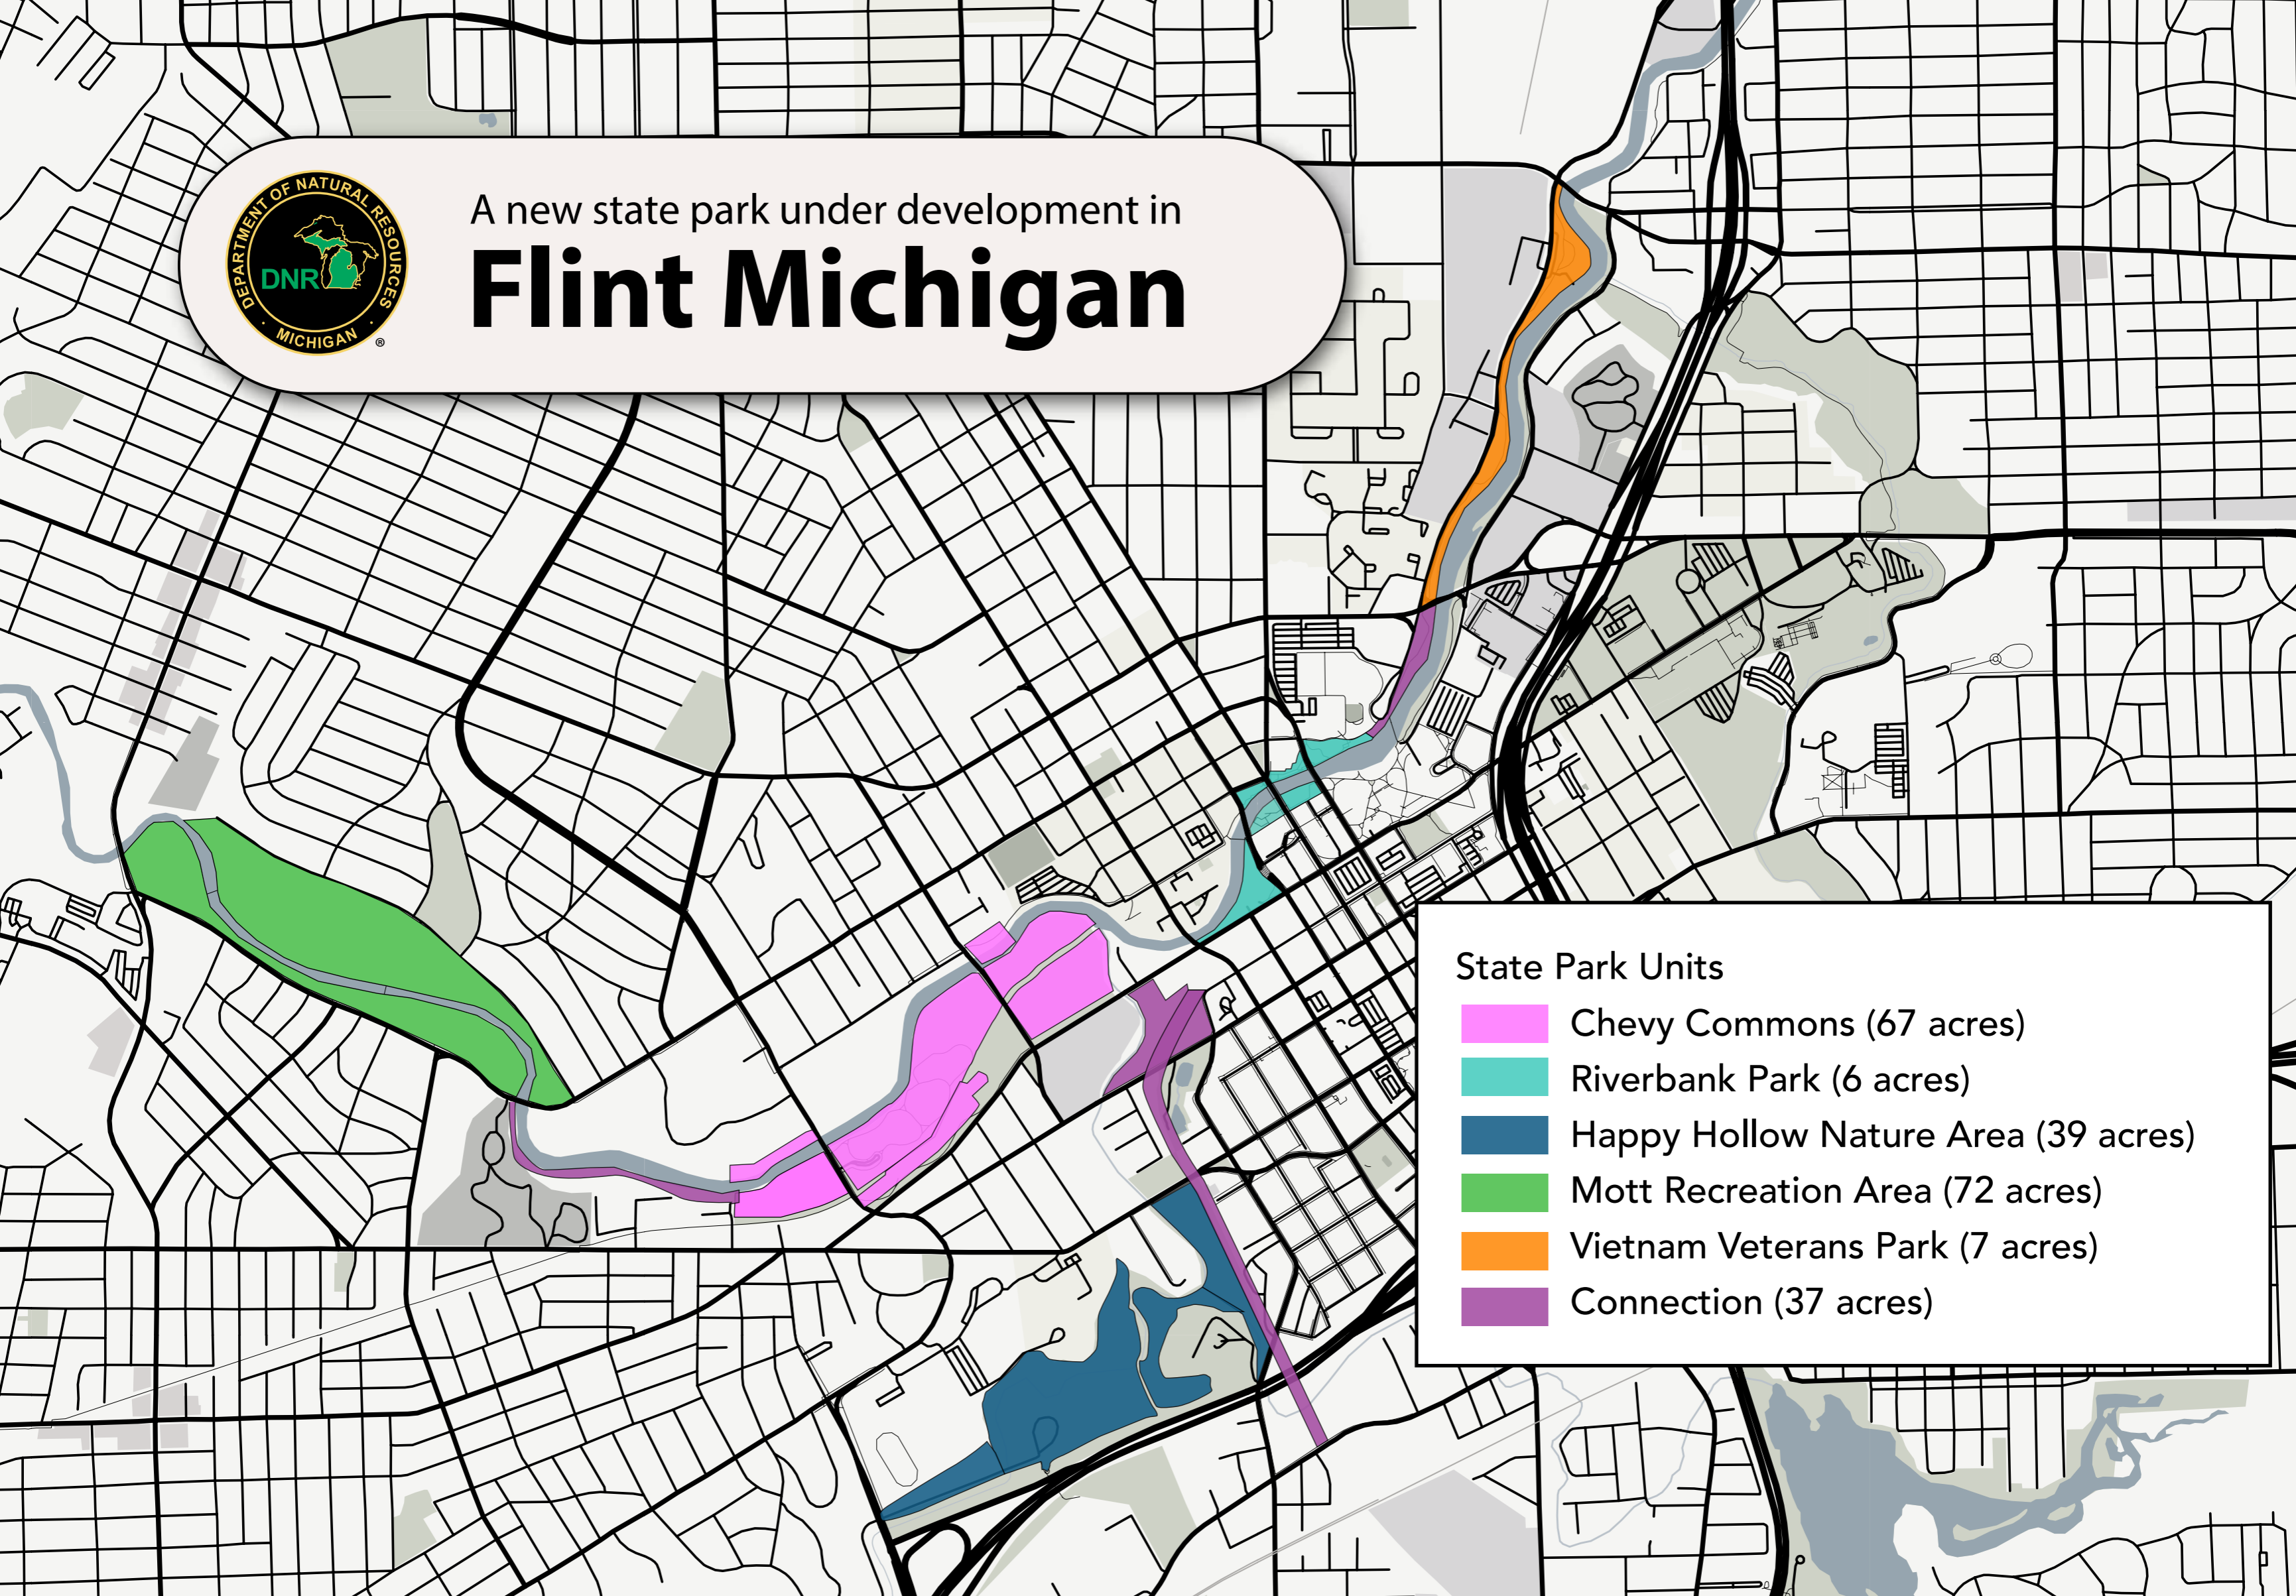 DEPARTMENT OF NATURAL RESOURCES
DNR
· MICHIGAN ·
®
A new state park under development in
Flint Michigan
State Park Units
Chevy Commons (67 acres)
Riverbank Park (6 acres)
Happy Hollow Nature Area (39 acres)
Mott Recreation Area (72 acres)
Vietnam Veterans Park (7 acres)
Connection (37 acres)